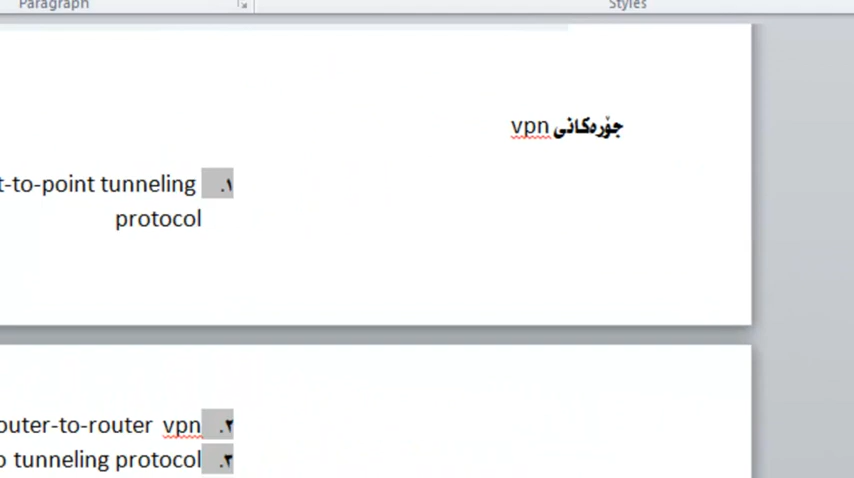 Paragraph
Styles
جۆرەکانی vpn
١. t-to-point tunneling
protocol
٢. outer-to-router vpn
٣. o tunneling protocol